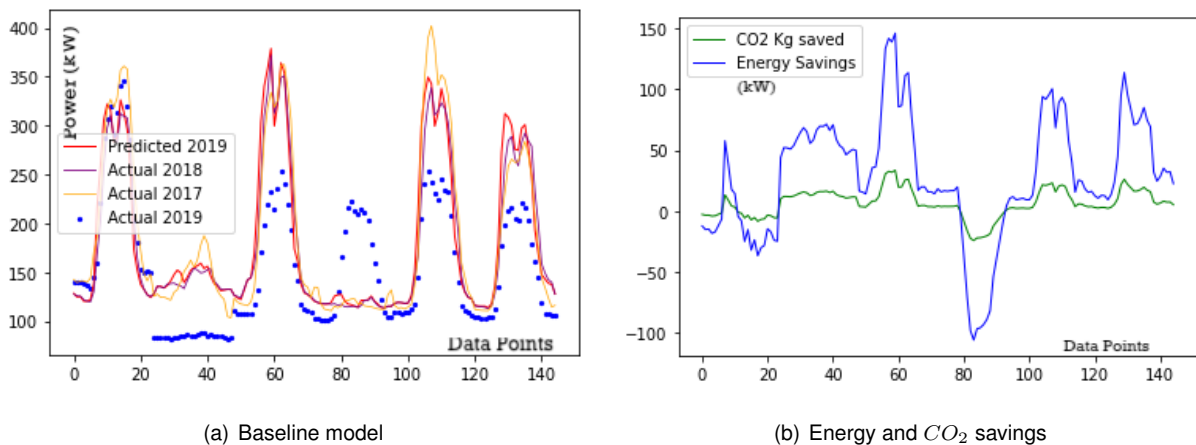 400
350
300
250
200
150
100
Power (kW)
Predicted 2019
Actual 2018
Actual 2017
Actual 2019
Data Points
0 20 40 60 80 100 120 140
(a) Baseline model
150
100
50
0
−50
−100
CO2 Kg saved
Energy Savings
(kW)
Data Points
0 20 40 60 80 100 120 140
(b) Energy and CO2 savings